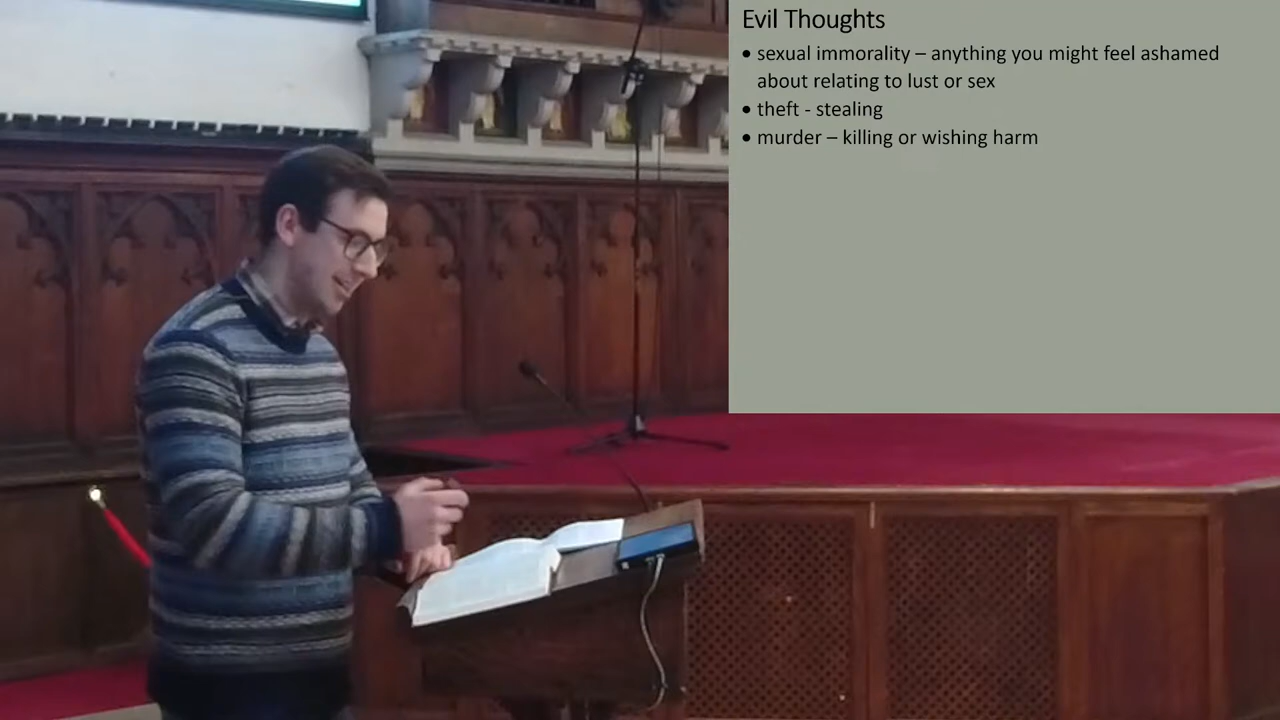 Evil Thoughts
• sexual immorality – anything you might feel ashamed
about relating to lust or sex
• theft - stealing
• murder – killing or wishing harm